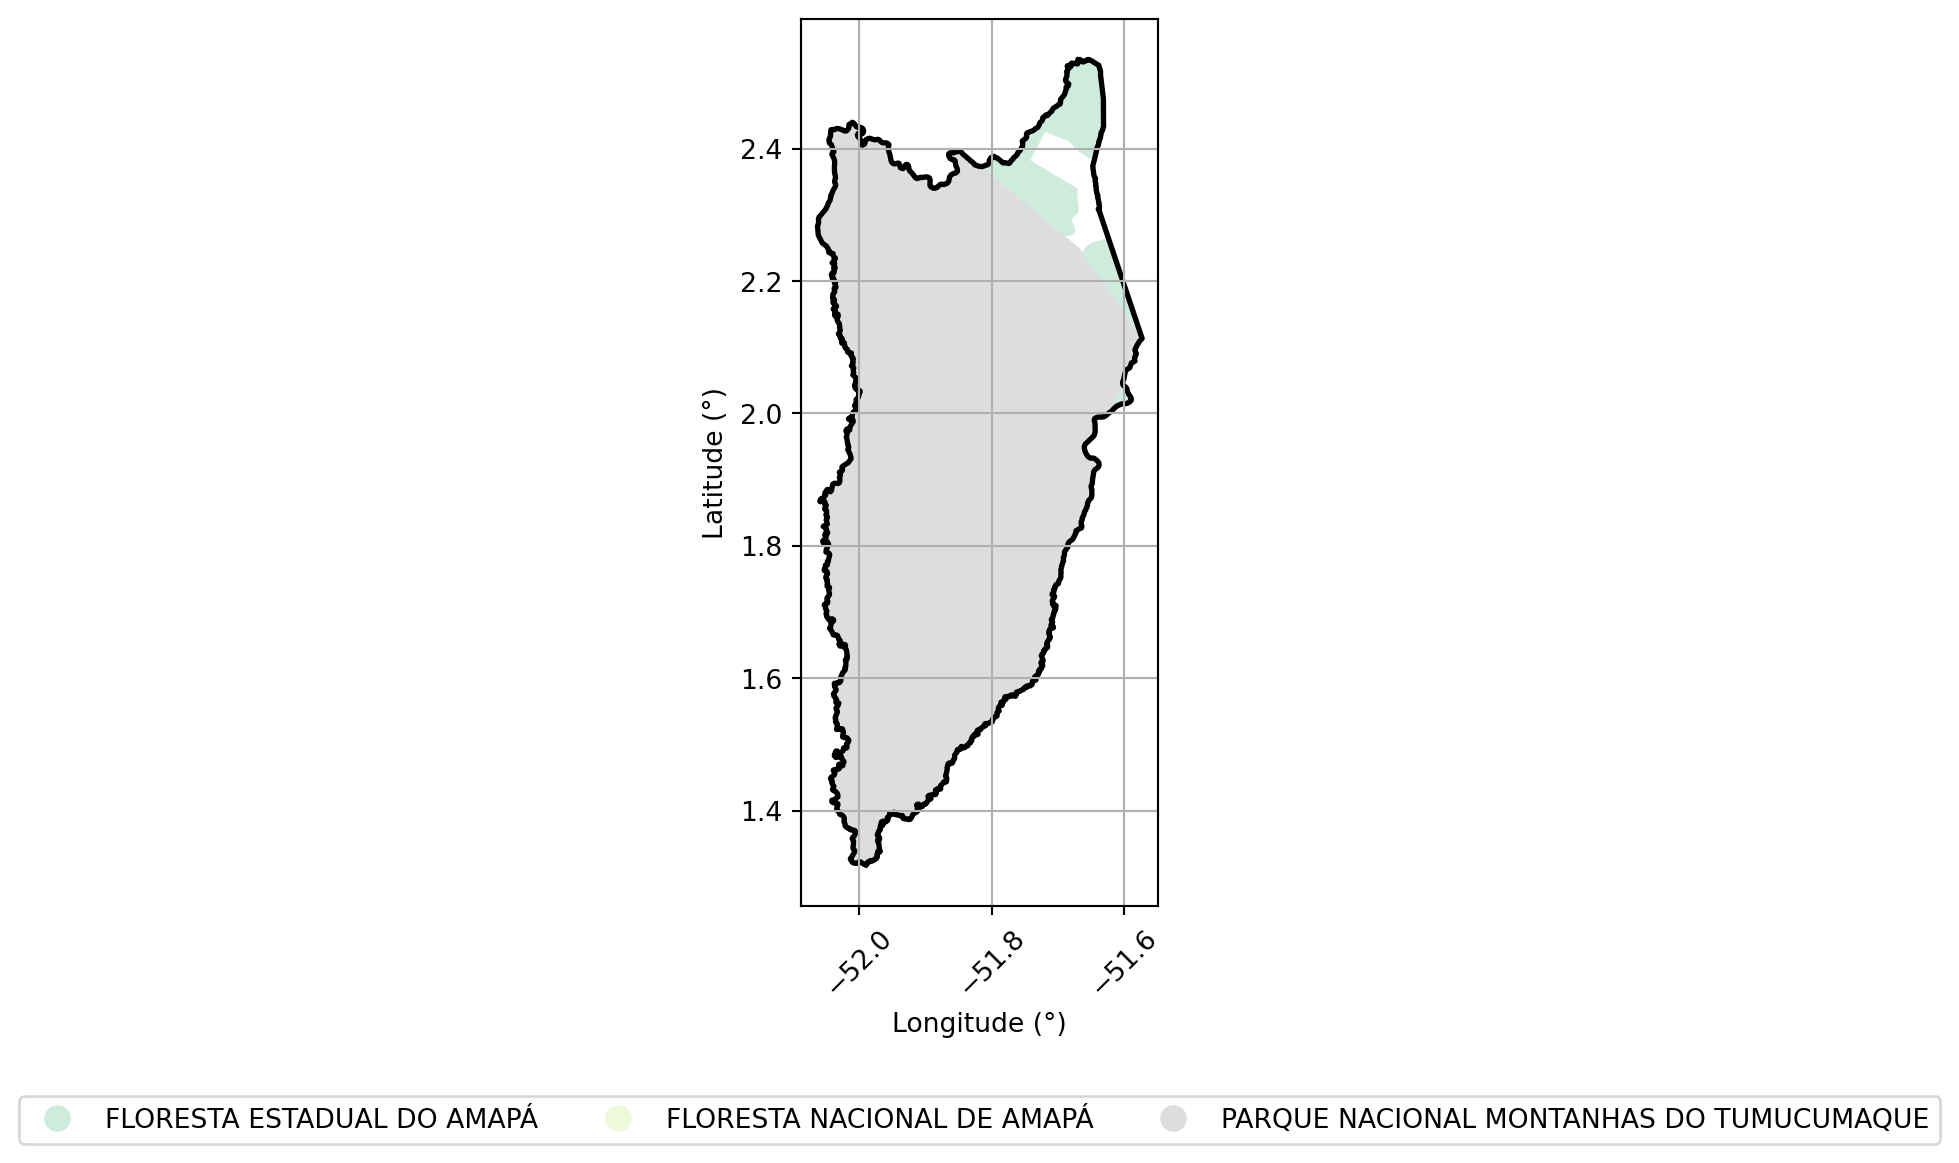 2.4
2.2
2.0
1.8
1.6
1.4
Latitude (°)
−52.0
−51.8
−51.6
Longitude (°)
FLORESTA ESTADUAL DO AMAPÁ
FLORESTA NACIONAL DE AMAPÁ
PARQUE NACIONAL MONTANHAS DO TUMUCUMAQUE